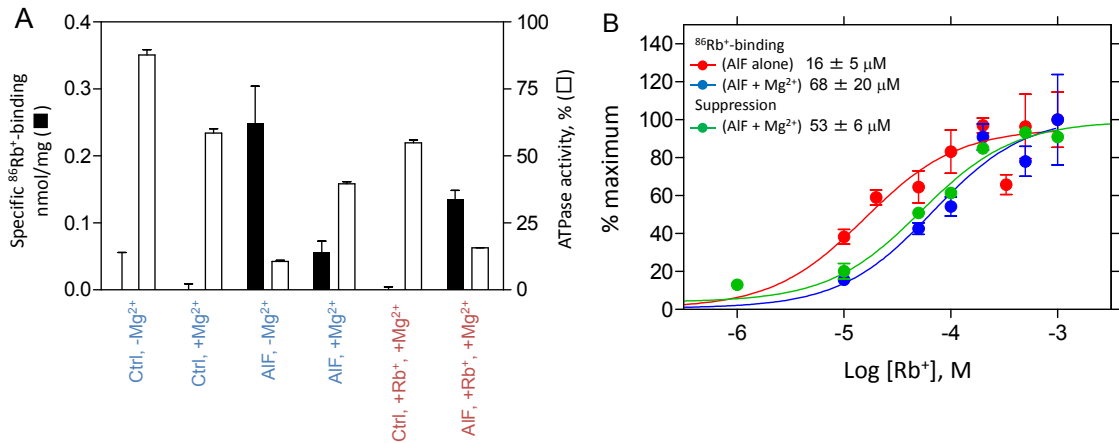 A
Specific ⁸⁶Rb⁺-binding
nmol/mg (■)
0.4
0.3
0.2
0.1
0.0
100
75
50
25
0
ATPase activity, % (□)
Ctrl, -Mg²⁺
Ctrl, +Mg²⁺
AlF, -Mg²⁺
AlF, +Mg²⁺
Ctrl, +Rb⁺, +Mg²⁺
AlF, +Rb⁺, +Mg²⁺
B
% maximum
140
120
100
80
60
40
20
0
⁸⁶Rb⁺-binding
(AlF alone) 16 ± 5 μM
(AlF + Mg²⁺) 68 ± 20 μM
Suppression
(AlF + Mg²⁺) 53 ± 6 μM
-6
-5
-4
-3
Log [Rb⁺], M